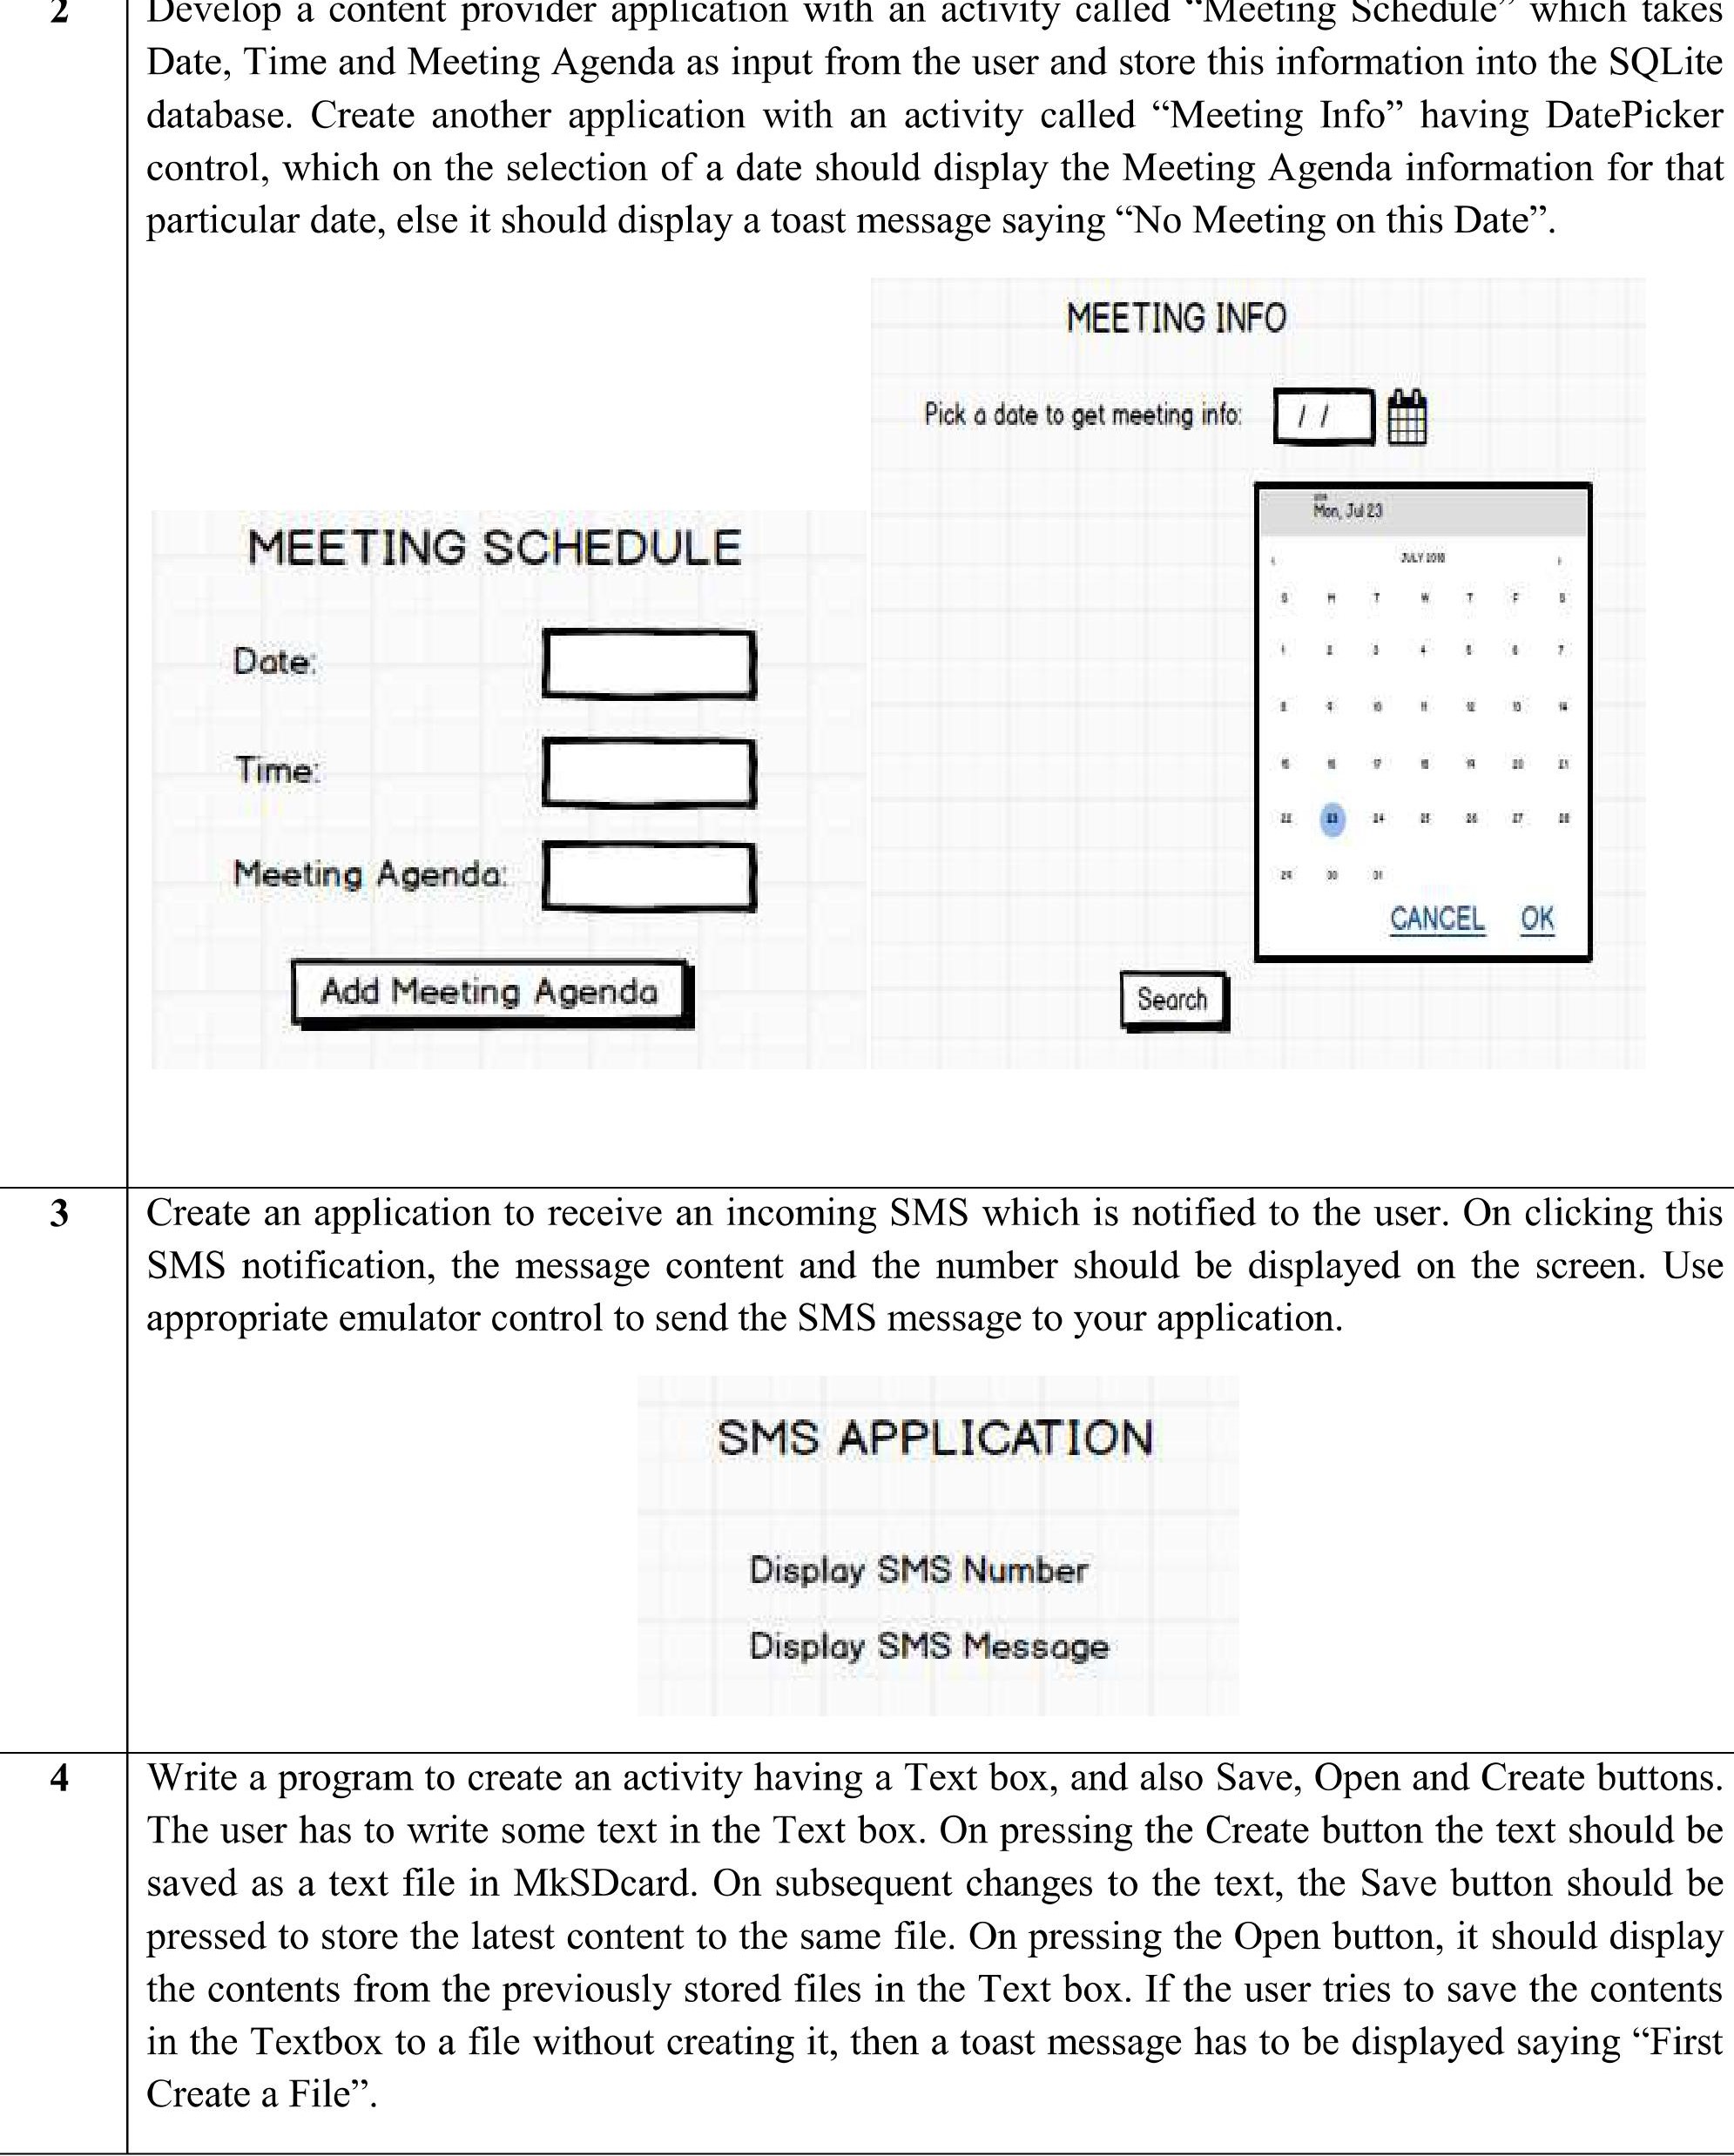 2
Develop a content provider application with an activity called “Meeting Schedule” which takes
Date, Time and Meeting Agenda as input from the user and store this information into the SQLite
database. Create another application with an activity called “Meeting Info” having DatePicker
control, which on the selection of a date should display the Meeting Agenda information for that
particular date, else it should display a toast message saying “No Meeting on this Date”.
MEETING SCHEDULE
Date:
Time:
Meeting Agenda:
Add Meeting Agenda
MEETING INFO
Pick a date to get meeting info:
/ /
Mon, Jul 23
JULY 2018
S M T W T F S
1 2 3 4 5 6 7
8 9 10 11 12 13 14
15 16 17 18 19 20 21
22 23 24 25 26 27 28
29 30 31
CANCEL OK
Search
3
Create an application to receive an incoming SMS which is notified to the user. On clicking this
SMS notification, the message content and the number should be displayed on the screen. Use
appropriate emulator control to send the SMS message to your application.
SMS APPLICATION
Display SMS Number
Display SMS Message
4
Write a program to create an activity having a Text box, and also Save, Open and Create buttons.
The user has to write some text in the Text box. On pressing the Create button the text should be
saved as a text file in MkSDcard. On subsequent changes to the text, the Save button should be
pressed to store the latest content to the same file. On pressing the Open button, it should display
the contents from the previously stored files in the Text box. If the user tries to save the contents
in the Textbox to a file without creating it, then a toast message has to be displayed saying “First
Create a File”.